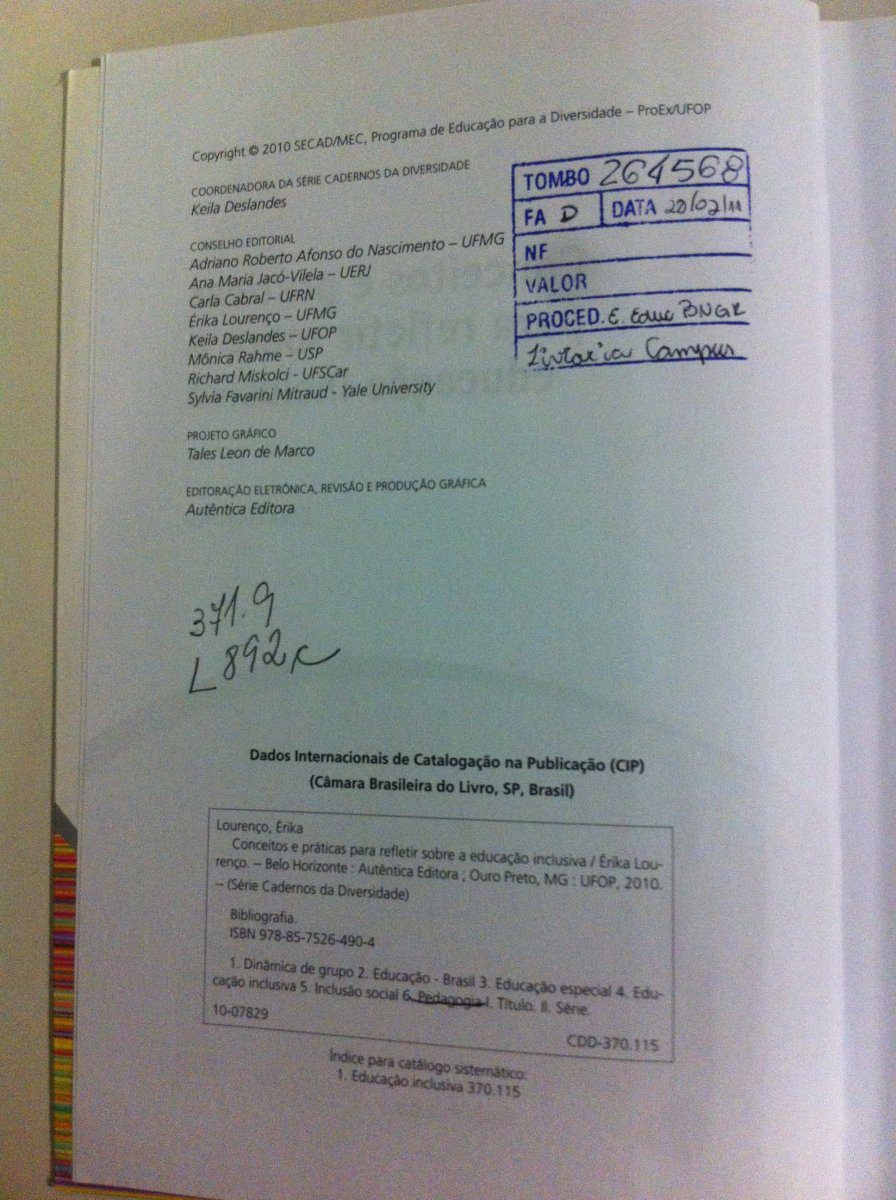 Copyright © 2010 SECAD/MEC, Programa de Educação para a Diversidade – ProEx/UFOP
COORDENADORA DA SÉRIE CADERNOS DA DIVERSIDADE
Keila Deslandes
CONSELHO EDITORIAL
Adriano Roberto Afonso do Nascimento – UFMG
Ana Maria Jacó-Vilela – UERJ
Carla Cabral – UFRN
Érika Lourenço – UFMG
Keila Deslandes – UFOP
Mônica Rahme – USP
Richard Miskolci - UFSCar
Sylvia Favarini Mitraud - Yale University
PROJETO GRÁFICO
Tales Leon de Marco
EDITORAÇÃO ELETRÔNICA, REVISÃO E PRODUÇÃO GRÁFICA
Autêntica Editora
TOMBO 264568
FA D DATA 28/02/11
NF
VALOR
PROCED. E. Educ
Livraria Campus
371.9
L892c
Dados Internacionais de Catalogação na Publicação (CIP)
(Câmara Brasileira do Livro, SP, Brasil)
Lourenço, Érika
Conceitos e práticas para refletir sobre a educação inclusiva / Érika Lou-
renço. – Belo Horizonte : Autêntica Editora ; Ouro Preto, MG : UFOP, 2010.
– (Série Cadernos da Diversidade)
Bibliografia.
ISBN 978-85-7526-490-4
1. Dinâmica de grupo 2. Educação - Brasil 3. Educação especial 4. Edu-
cação inclusiva 5. Inclusão social 6. Pedagogia I. Título. II. Série.
10-07829
CDD-370.115
Índice para catálogo sistemático:
1. Educação inclusiva 370.115